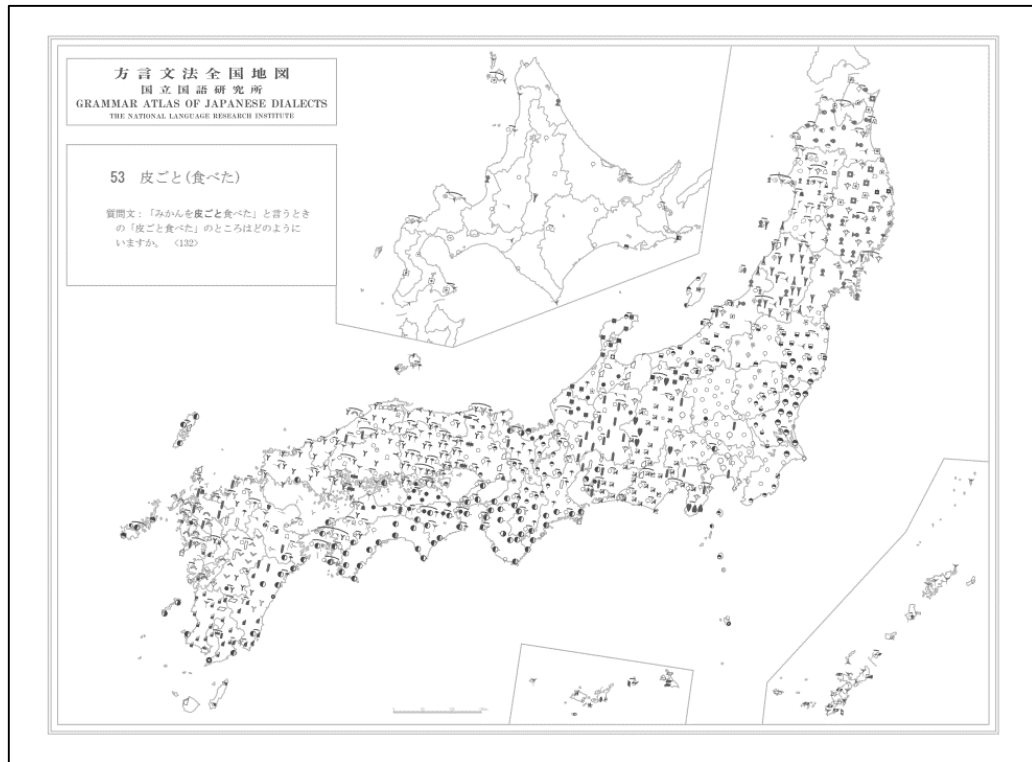 方言文法全国地図
国立国語研究所
GRAMMAR ATLAS OF JAPANESE DIALECTS
THE NATIONAL LANGUAGE RESEARCH INSTITUTE
53 皮ごと(食べた)
質問文:「みかんを皮ごと食べた」と言うとき
の「皮ごと食べた」のところはどのように
いますか。 〈132〉